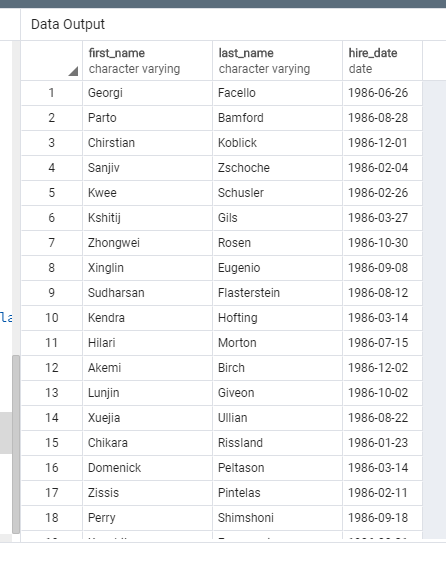 Data Output
first_name last_name hire_date
character varying character varying date
1 Georgi Facello 1986-06-26
2 Parto Bamford 1986-08-28
3 Chirstian Koblick 1986-12-01
4 Sanjiv Zschoche 1986-02-04
5 Kwee Schusler 1986-02-26
6 Kshitij Gils 1986-03-27
7 Zhongwei Rosen 1986-10-30
8 Xinglin Eugenio 1986-09-08
9 Sudharsan Flasterstein 1986-08-12
la 10 Kendra Hofting 1986-03-14
11 Hilari Morton 1986-07-15
12 Akemi Birch 1986-12-02
13 Lunjin Giveon 1986-10-02
14 Xuejia Ullian 1986-08-22
15 Chikara Rissland 1986-01-23
16 Domenick Peltason 1986-03-14
17 Zissis Pintelas 1986-02-11
18 Perry Shimshoni 1986-09-18